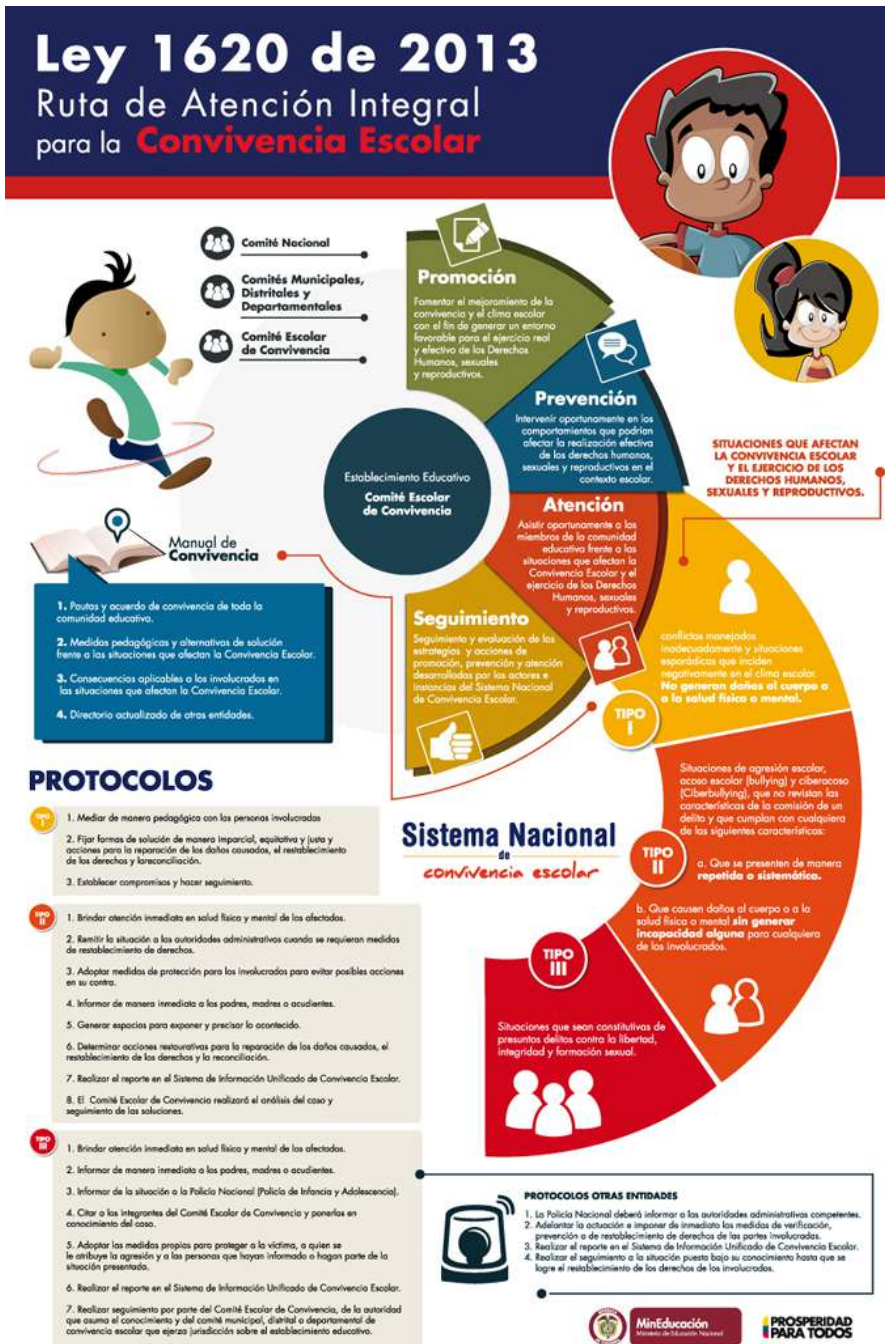 Ley 1620 de 2013
Ruta de Atención Integral
para la Convivencia Escolar
Comité Nacional
Comités Municipales,
Distritales y
Departamentales
Comité Escolar
de Convivencia
Promoción
Fomentar el mejoramiento de la
convivencia y el clima escolar
con el fin de generar un entorno
favorable para el ejercicio real
y efectivo de los Derechos
Humanos, sexuales
y reproductivos.
Prevención
Intervenir oportunamente en los
comportamientos que podrían
afectar la realización efectiva
de los derechos humanos,
sexuales y reproductivos en el
contexto escolar.
Establecimiento Educativo
Comité Escolar
de Convivencia
Atención
Asistir oportunamente a los
miembros de la comunidad
educativa frente a las
situaciones que afectan la
Convivencia Escolar y el
ejercicio de los Derechos
Humanos, sexuales
y reproductivos.
Seguimiento
Seguimiento y evaluación de las
estrategias y acciones de
promoción, prevención y atención
desarrolladas por los actores e
instancias del Sistema Nacional
de Convivencia Escolar.
SITUACIONES QUE AFECTAN
LA CONVIVENCIA ESCOLAR
Y EL EJERCICIO DE LOS
DERECHOS HUMANOS,
SEXUALES Y REPRODUCTIVOS.
Manual de
Convivencia
1. Pautas y acuerdo de convivencia de toda la
comunidad educativa.
2. Medidas pedagógicas y alternativas de solución
frente a las situaciones que afectan la Convivencia Escolar.
3. Consecuencias aplicables a los involucrados en
las situaciones que afectan la Convivencia Escolar.
4. Directorio actualizado de otras entidades.
conflictos manejados
inadecuadamente y situaciones
esporádicas que inciden
negativamente en el clima escolar.
No generan daños al cuerpo o
a la salud física o mental.
TIPO
I
Situaciones de agresión escolar,
acoso escolar (bullying) y ciberacoso
(Ciberbullying), que no revistan las
características de la comisión de un
delito y que cumplan con cualquiera
de las siguientes características:
a. Que se presenten de manera
repetida o sistemática.
b. Que causen daños al cuerpo o a la
salud física o mental sin generar
incapacidad alguna para cualquiera
de los involucrados.
TIPO
II
TIPO
III
Situaciones que sean constitutivas de
presuntos delitos contra la libertad,
integridad y formación sexual.
Sistema Nacional
de
convivencia escolar
PROTOCOLOS
TIPO
I
1. Mediar de manera pedagógica con las personas involucradas
2. Fijar formas de solución de manera imparcial, equitativa y justa y
acciones para la reparación de los daños causados, el restablecimiento
de los derechos y lareconciliación.
3. Establecer compromisos y hacer seguimiento.
TIPO
II
1. Brindar atención inmediata en salud física y mental de los afectados.
2. Remitir la situación a las autoridades administrativas cuando se requieran medidas
de restablecimiento de derechos.
3. Adoptar medidas de protección para los involucrados para evitar posibles acciones
en su contra.
4. Informar de manera inmediata a los padres, madres o acudientes.
5. Generar espacios para exponer y precisar lo acontecido.
6. Determinar acciones restaurativas para la reparación de los daños causados, el
restablecimiento de los derechos y la reconciliación.
7. Realizar el reporte en el Sistema de Información Unificado de Convivencia Escolar.
8. El Comité Escolar de Convivencia realizará el análisis del caso y
seguimiento de las soluciones.
TIPO
III
1. Brindar atención inmediata en salud física y mental de los afectados.
2. Informar de manera inmediata a los padres, madres o acudientes.
3. Informar de la situación a la Policía Nacional (Policía de Infancia y Adolescencia).
4. Citar a los integrantes del Comité Escolar de Convivencia y ponerlos en
conocimiento del caso.
5. Adoptar las medidas propias para proteger a la víctima, a quien se
le atribuye la agresión y a las personas que hayan informado o hagan parte de la
situación presentada.
6. Realizar el reporte en el Sistema de Información Unificado de Convivencia Escolar.
7. Realizar seguimiento por parte del Comité Escolar de Convivencia, de la autoridad
que asuma el conocimiento y del comité municipal, distrital o departamental de
convivencia escolar que ejerza jurisdicción sobre el establecimiento educativo.
PROTOCOLOS OTRAS ENTIDADES
1. La Policía Nacional deberá informar a las autoridades administrativas competentes.
2. Adelantar la actuación e imponer de inmediato las medidas de verificación,
prevención o de restablecimiento de derechos de las partes involucradas.
3. Realizar el reporte en el Sistema de Información Unificado de Convivencia Escolar.
4. Realizar el seguimiento a la situación puesta bajo su conocimiento hasta que se
logre el restablecimiento de los derechos de los involucrados.
MinEducación
Ministerio de Educación Nacional
PROSPERIDAD
PARA TODOS